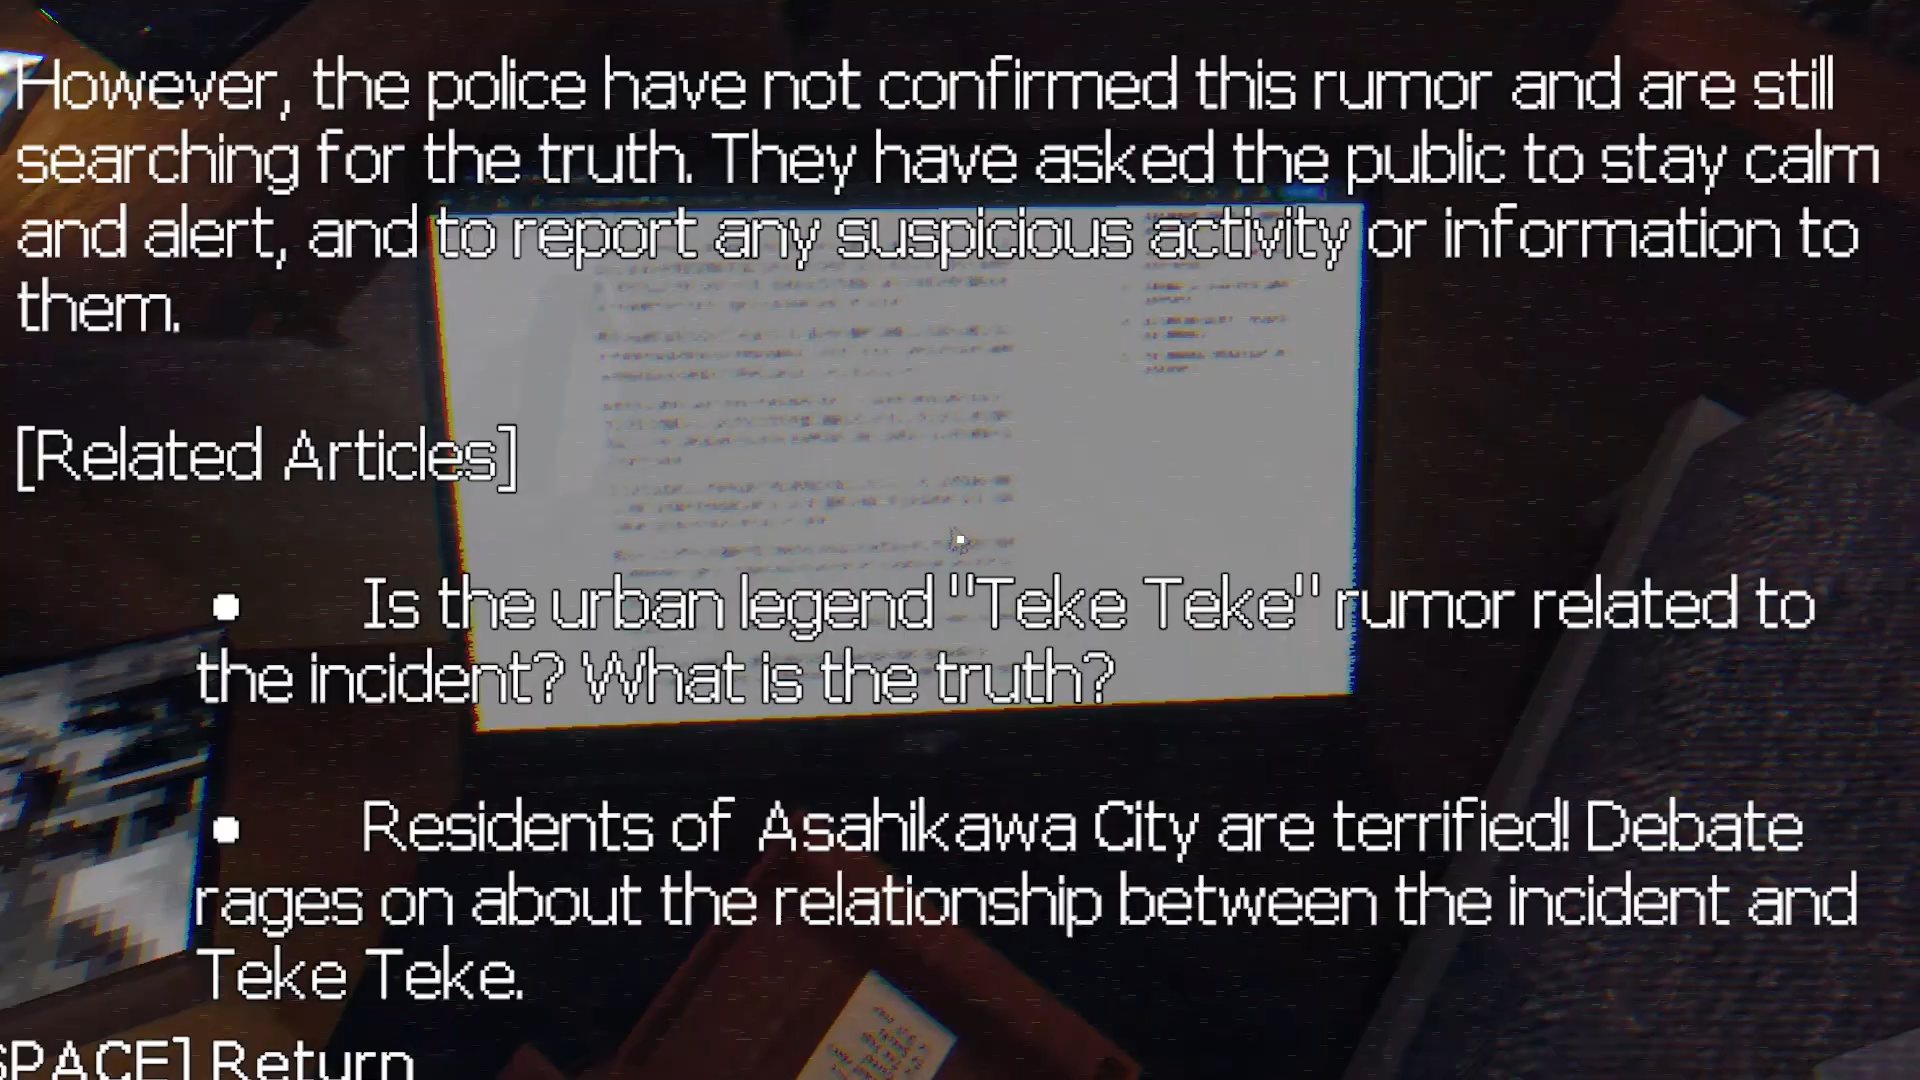 However, the police have not confirmed this rumor and are still
searching for the truth. They have asked the public to stay calm
and alert, and to report any suspicious activity or information to
them.
[Related Articles]
● Is the urban legend "Teke Teke" rumor related to
the incident? What is the truth?
● Residents of Asahikawa City are terrified! Debate
rages on about the relationship between the incident and
Teke Teke.
SPACE] Return